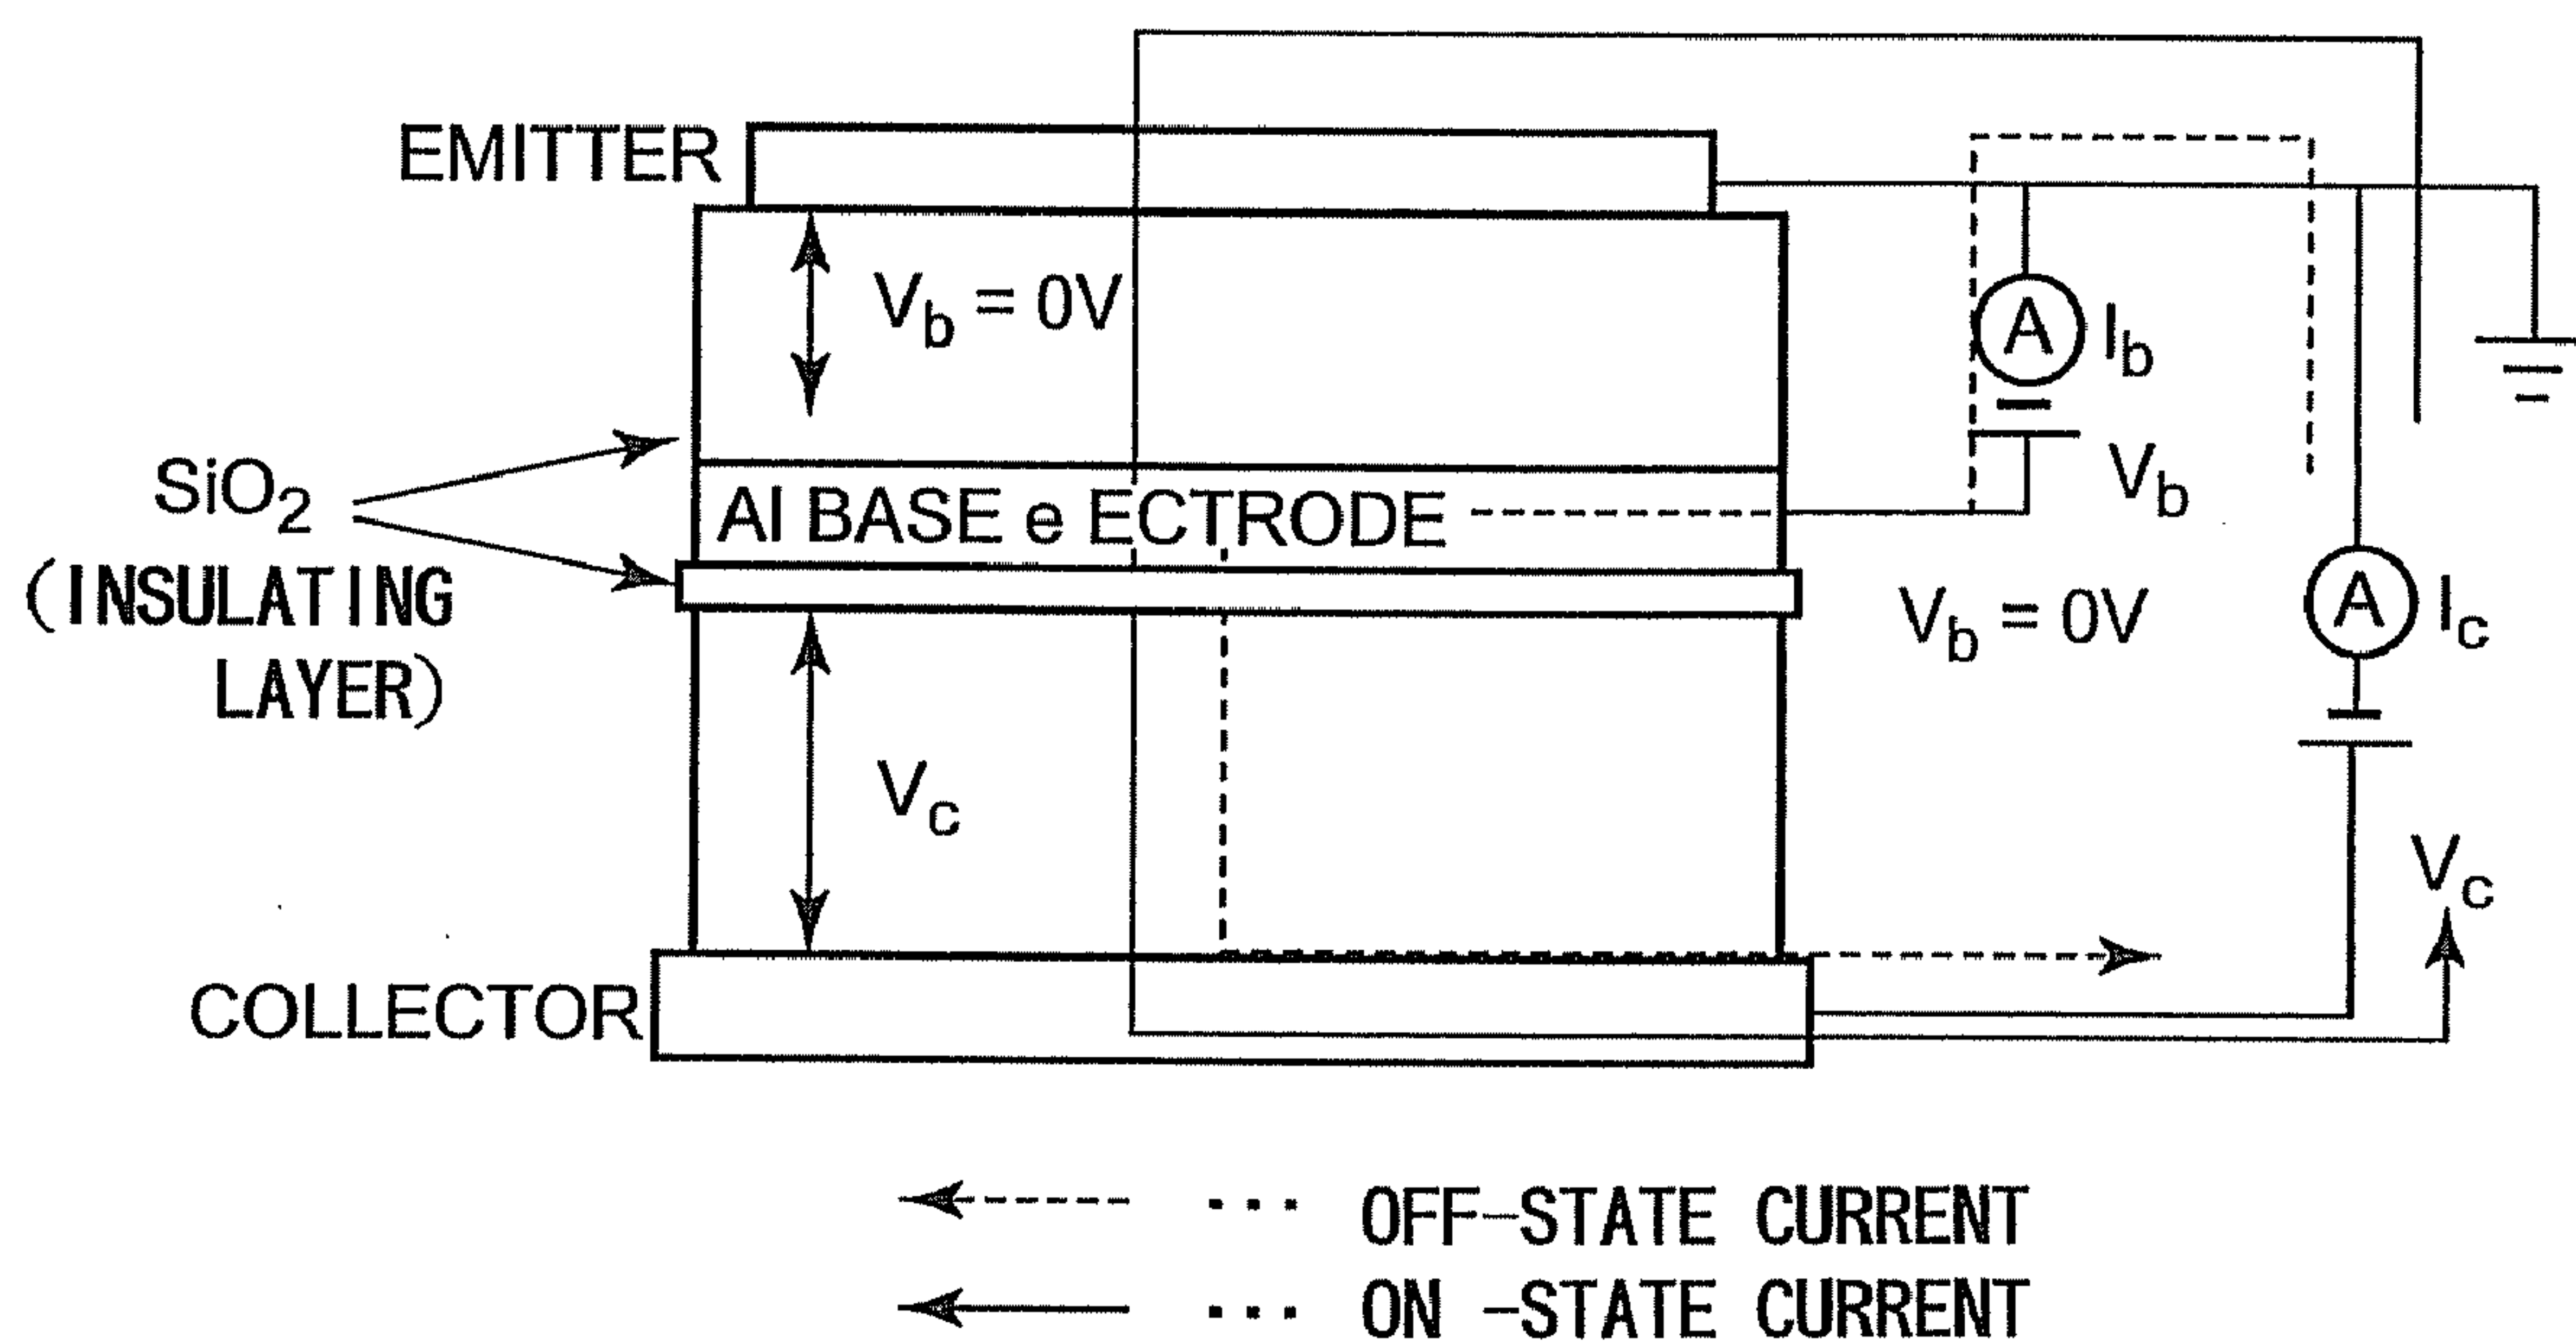 EMITTER
Vb = 0V
A Ib
Vb
SiO2
(INSULATING
LAYER)
Al BASE e ECTRODE
Vb = 0V
A Ic
Vc
Vc
COLLECTOR
... OFF-STATE CURRENT
... ON -STATE CURRENT